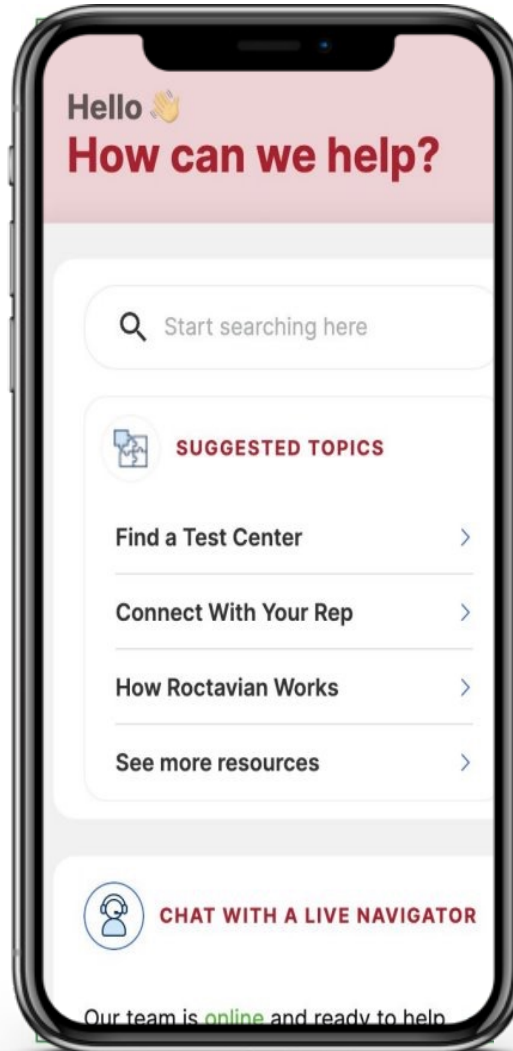 Hello 👋
How can we help?
Start searching here
SUGGESTED TOPICS
Find a Test Center
Connect With Your Rep
How Roctavian Works
See more resources
CHAT WITH A LIVE NAVIGATOR
Our team is online and ready to help